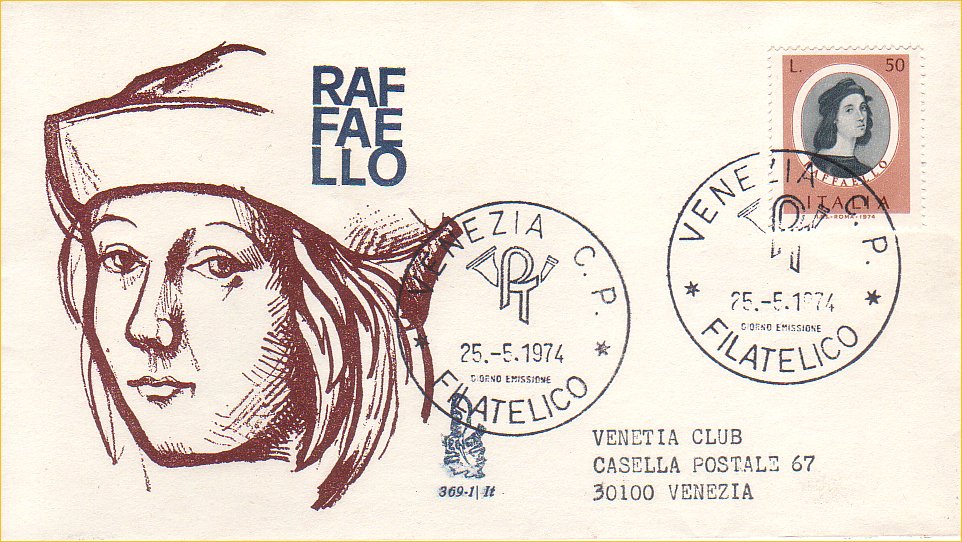 RAF
FAE
LLO
L. 50
RAFFAELLO
ITALIA
I.P.S.-ROMA-1974
VENEZIA C.P.
25.-5.1974
GIORNO EMISSIONE
FILATELICO
VENEZIA C.P.
25.-5.1974
GIORNO EMISSIONE
FILATELICO
369-1| It
VENETIA CLUB
CASELLA POSTALE 67
30100 VENEZIA